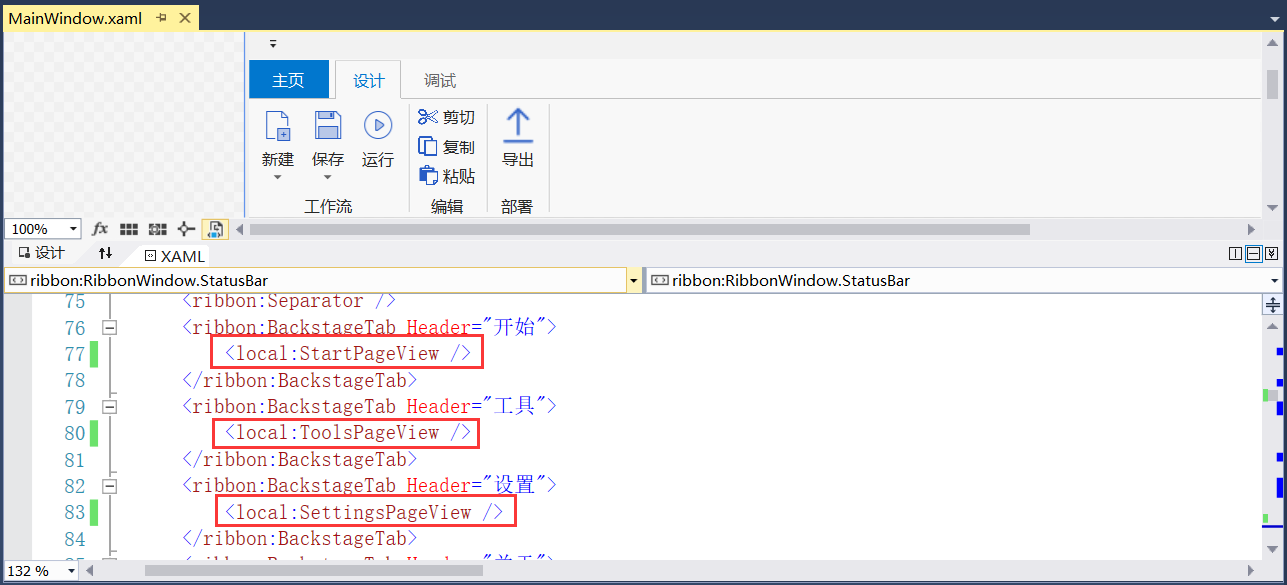 MainWindow.xaml
主页 设计 调试
剪切
复制
新建 保存 运行 导出
粘贴
工作流 编辑 部署
100% fx
设计 XAML
ribbon:RibbonWindow.StatusBar ribbon:RibbonWindow.StatusBar
75 <ribbon:Separator />
76 <ribbon:BackstageTab Header="开始">
77 <local:StartPageView />
78 </ribbon:BackstageTab>
79 <ribbon:BackstageTab Header="工具">
80 <local:ToolsPageView />
81 </ribbon:BackstageTab>
82 <ribbon:BackstageTab Header="设置">
83 <local:SettingsPageView />
84 </ribbon:BackstageTab>
132 %